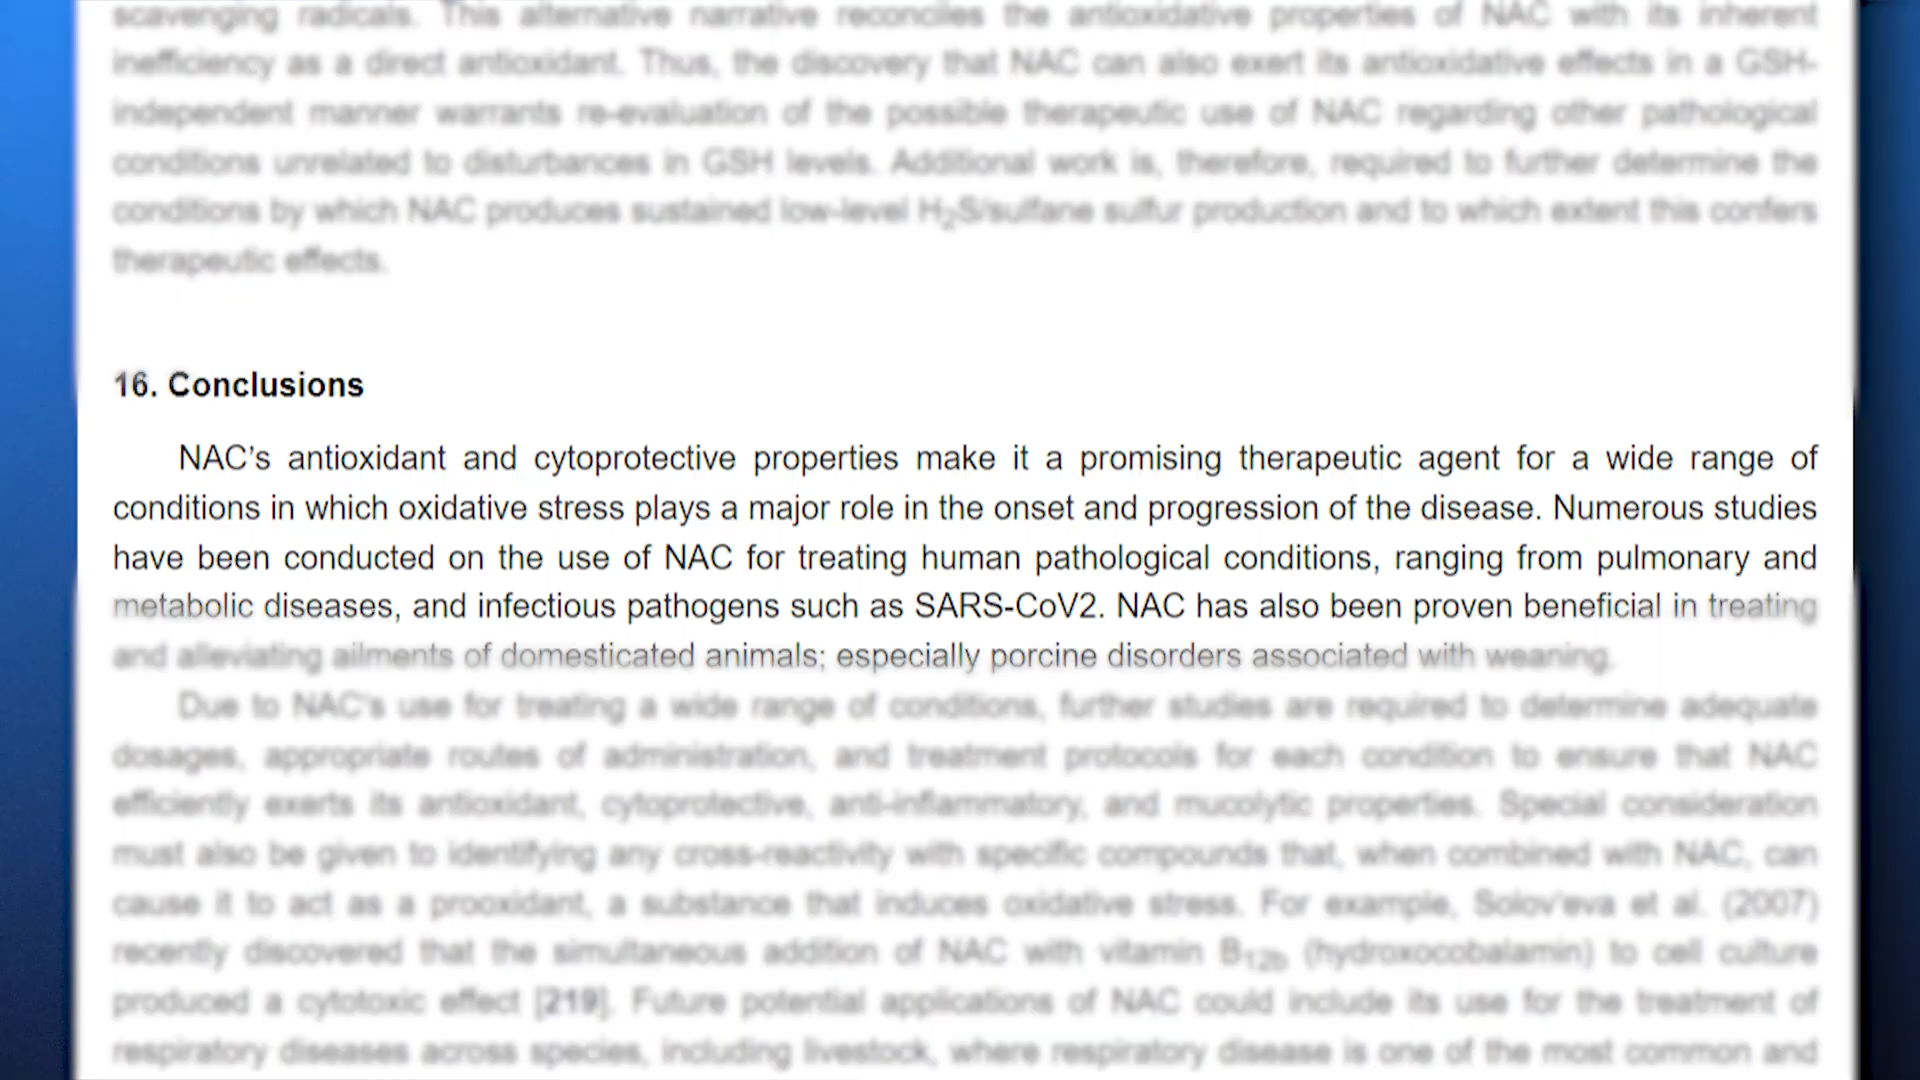 scavenging radicals. This alternative narrative reconciles the antioxidative properties of NAC with its inherent
inefficiency as a direct antioxidant. Thus, the discovery that NAC can also exert its antioxidative effects in a GSH-
independent manner warrants re-evaluation of the possible therapeutic use of NAC regarding other pathological
conditions unrelated to disturbances in GSH levels. Additional work is, therefore, required to further determine the
conditions by which NAC produces sustained low-level H₂S/sulfane sulfur production and to which extent this confers
therapeutic effects.
16. Conclusions
NAC’s antioxidant and cytoprotective properties make it a promising therapeutic agent for a wide range of
conditions in which oxidative stress plays a major role in the onset and progression of the disease. Numerous studies
have been conducted on the use of NAC for treating human pathological conditions, ranging from pulmonary and
metabolic diseases, and infectious pathogens such as SARS-CoV2. NAC has also been proven beneficial in treating
and alleviating ailments of domesticated animals; especially porcine disorders associated with weaning.
Due to NAC’s use for treating a wide range of conditions, further studies are required to determine adequate
dosages, appropriate routes of administration, and treatment protocols for each condition to ensure that NAC
efficiently exerts its antioxidant, cytoprotective, anti-inflammatory, and mucolytic properties. Special consideration
must also be given to identifying any cross-reactivity with specific compounds that, when combined with NAC, can
cause it to act as a prooxidant, a substance that induces oxidative stress. For example, Solov’eva et al. (2007)
recently discovered that the simultaneous addition of NAC with vitamin B₁₂b (hydroxocobalamin) to cell culture
produced a cytotoxic effect [219]. Future potential applications of NAC could include its use for the treatment of
respiratory diseases across species, including livestock, where respiratory disease is one of the most common and